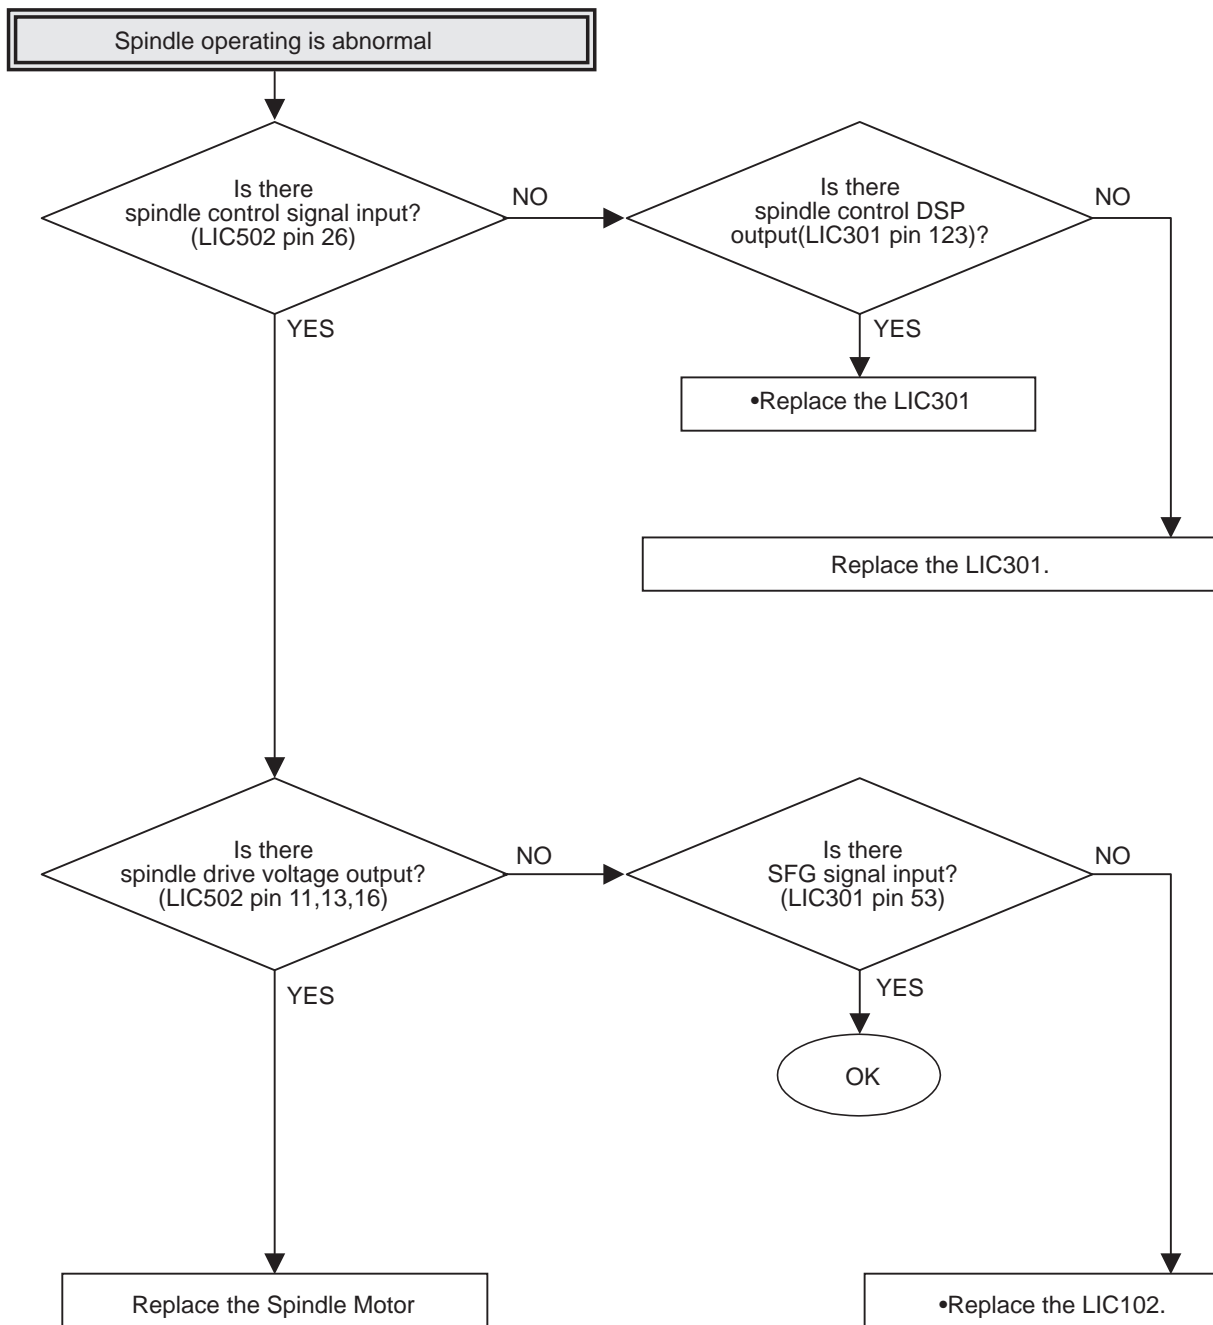 Spindle operating is abnormal
Is there
spindle control signal input?
(LIC502 pin 26)
NO
Is there
spindle control DSP
output(LIC301 pin 123)?
NO
YES
YES
•Replace the LIC301
Replace the LIC301.
Is there
spindle drive voltage output?
(LIC502 pin 11,13,16)
NO
Is there
SFG signal input?
(LIC301 pin 53)
NO
YES
YES
OK
Replace the Spindle Motor
•Replace the LIC102.